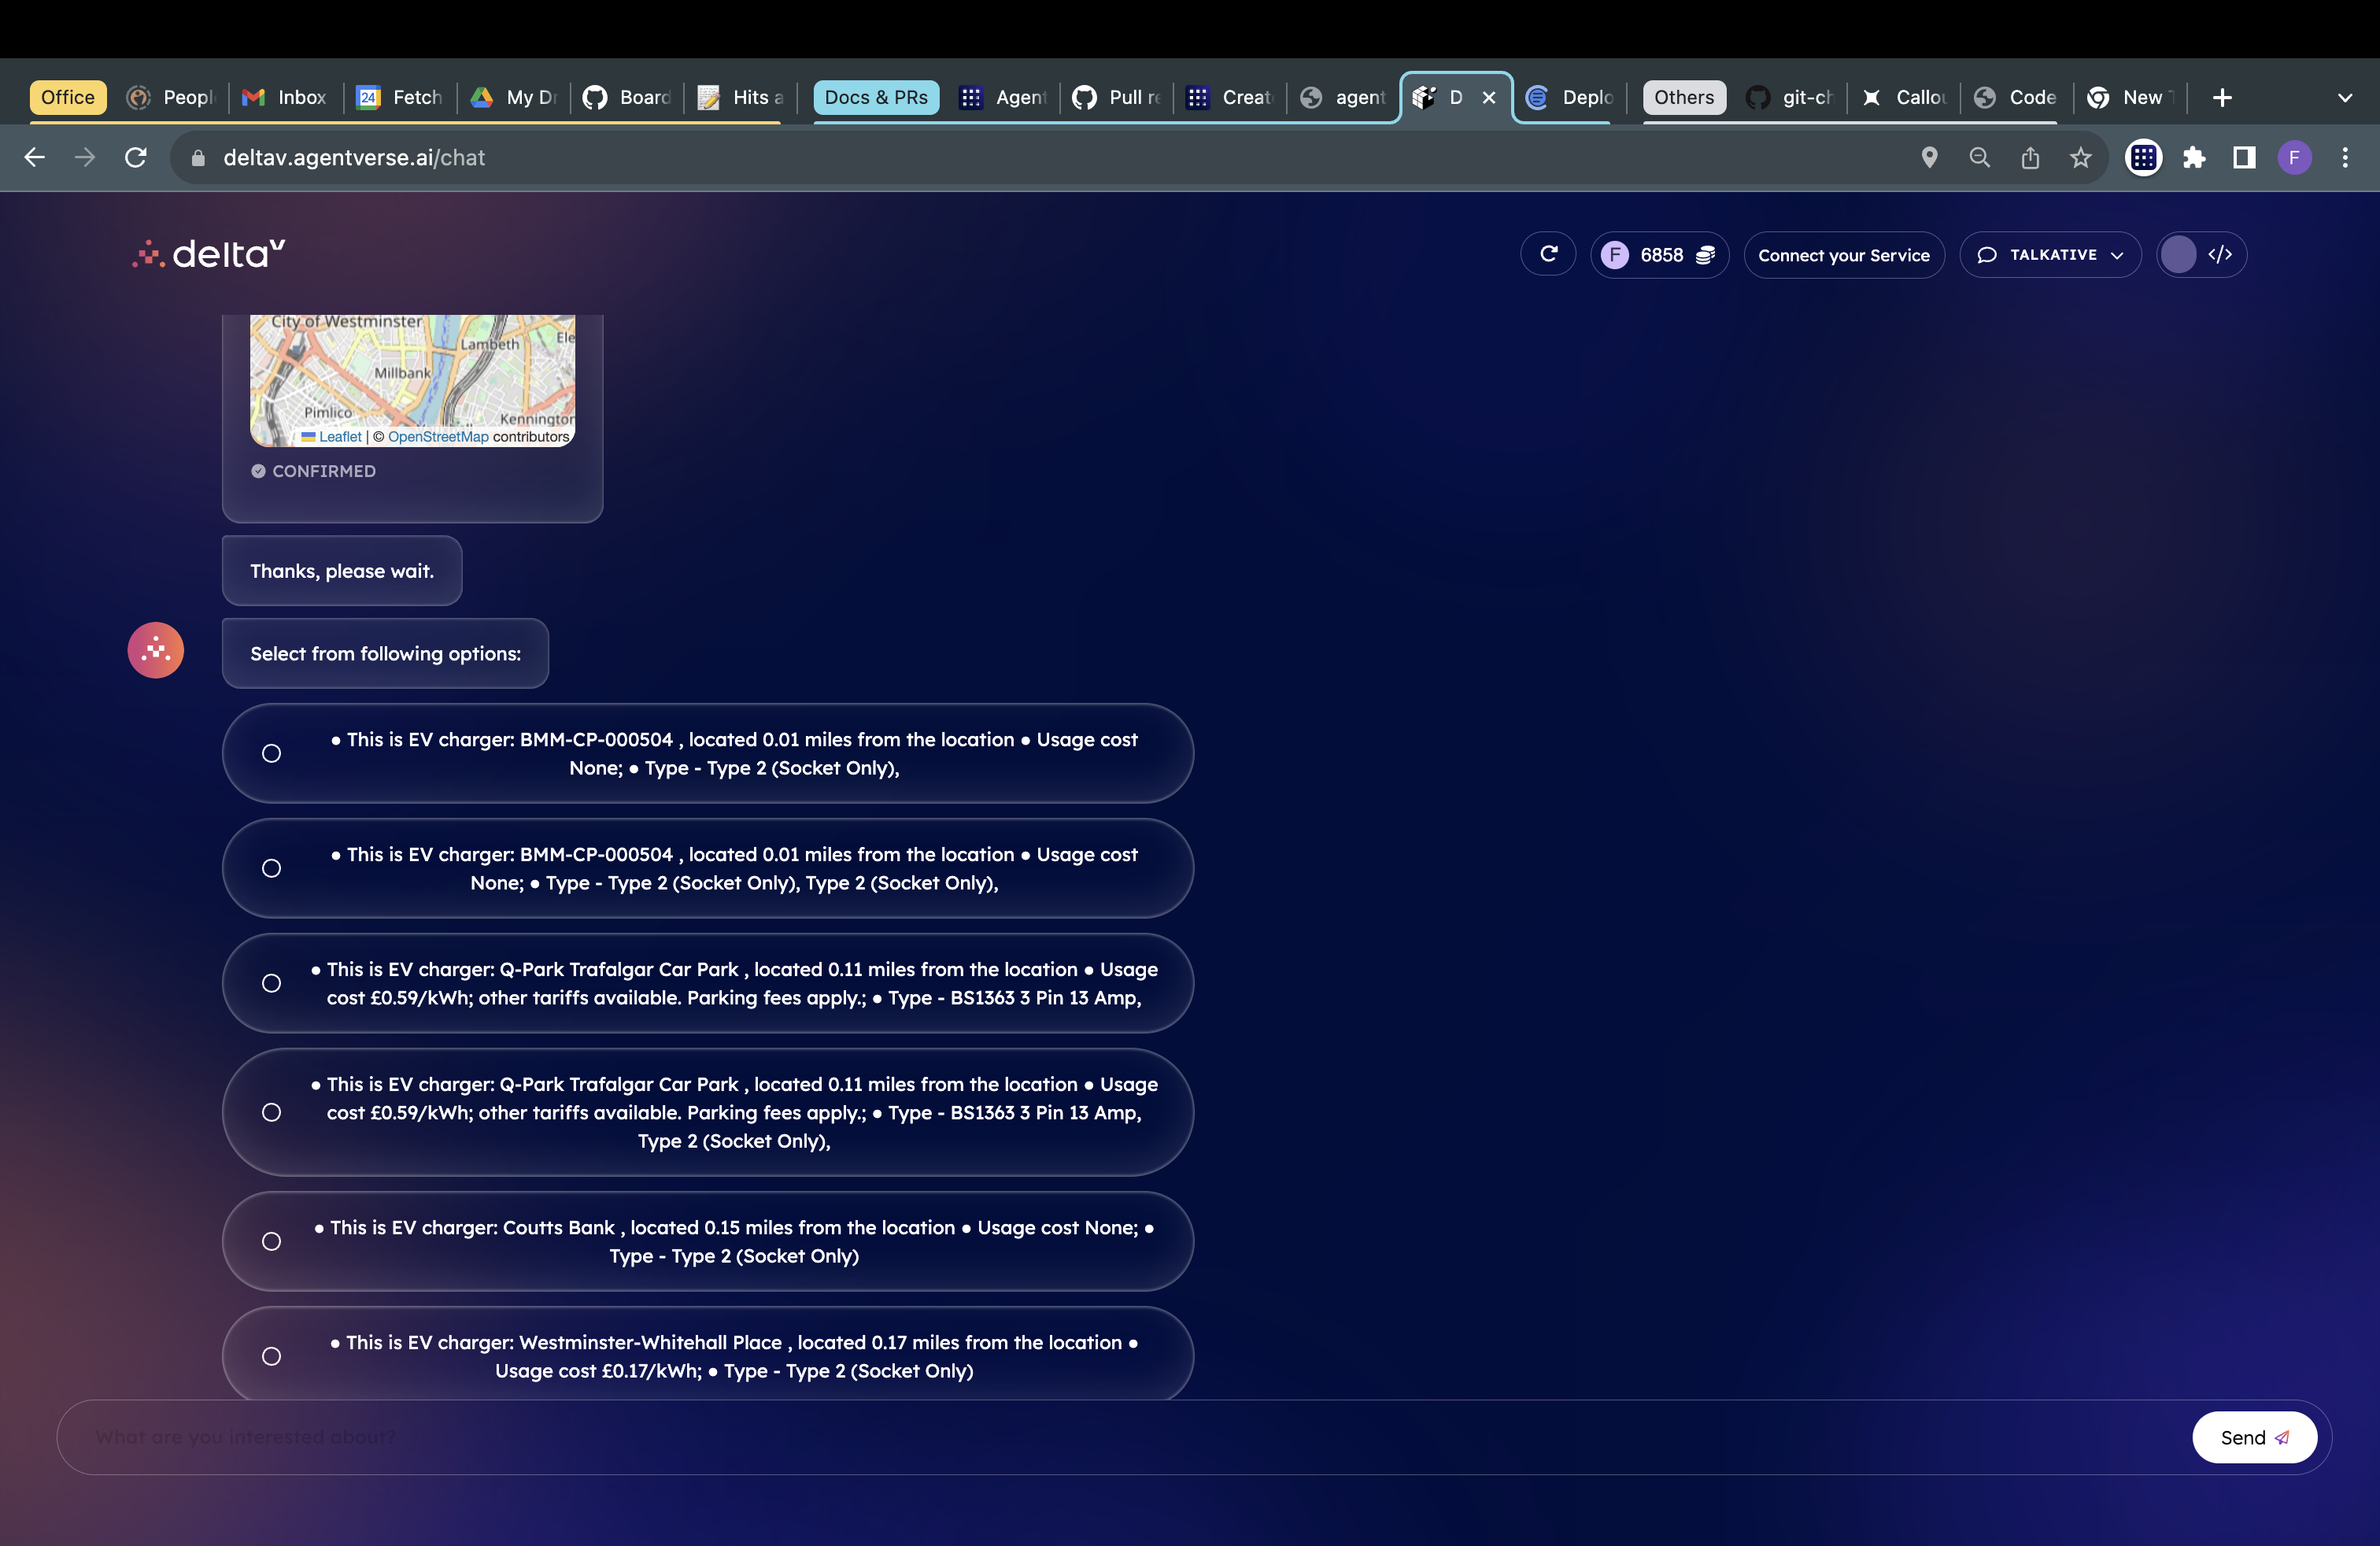 Office Peopl Inbox 24 Fetch My Dr Board Hits a Docs & PRs Agent Pull re Creat agent D Deplo Others git-ch Callou Code New T
deltav.agentverse.ai/chat F
deltaV F 6858 Connect your Service TALKATIVE </>
City of Westminster
Ele
Lambeth
Millbank
Pimlico
Kennington
Leaflet | © OpenStreetMap contributors
CONFIRMED
Thanks, please wait.
Select from following options:
● This is EV charger: BMM-CP-000504 , located 0.01 miles from the location ● Usage cost
None; ● Type - Type 2 (Socket Only),
● This is EV charger: BMM-CP-000504 , located 0.01 miles from the location ● Usage cost
None; ● Type - Type 2 (Socket Only), Type 2 (Socket Only),
● This is EV charger: Q-Park Trafalgar Car Park , located 0.11 miles from the location ● Usage
cost £0.59/kWh; other tariffs available. Parking fees apply.; ● Type - BS1363 3 Pin 13 Amp,
● This is EV charger: Q-Park Trafalgar Car Park , located 0.11 miles from the location ● Usage
cost £0.59/kWh; other tariffs available. Parking fees apply.; ● Type - BS1363 3 Pin 13 Amp,
Type 2 (Socket Only),
● This is EV charger: Coutts Bank , located 0.15 miles from the location ● Usage cost None; ●
Type - Type 2 (Socket Only)
● This is EV charger: Westminster-Whitehall Place , located 0.17 miles from the location ●
Usage cost £0.17/kWh; ● Type - Type 2 (Socket Only)
What are you interested about?
Send